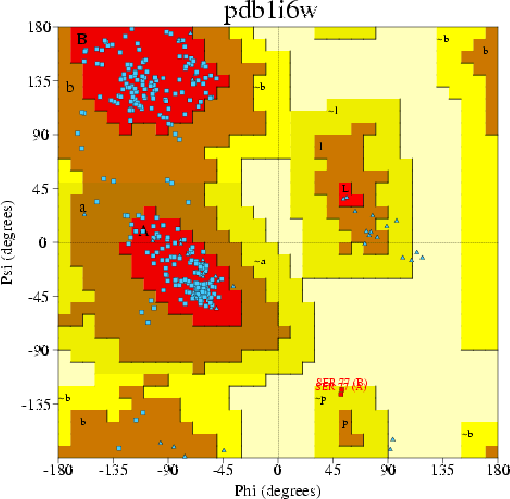 pdb1i6w
180
135
90
45
0
-45
-90
-135
-180
Psi (degrees)
B
~b
b
b
~b
~l
l
L
a
A
~a
SER 77 (B)
SER 77 (A)
~b
~p
b
p
~b
-180
-135
-90
-45
0
45
90
135
180
Phi (degrees)